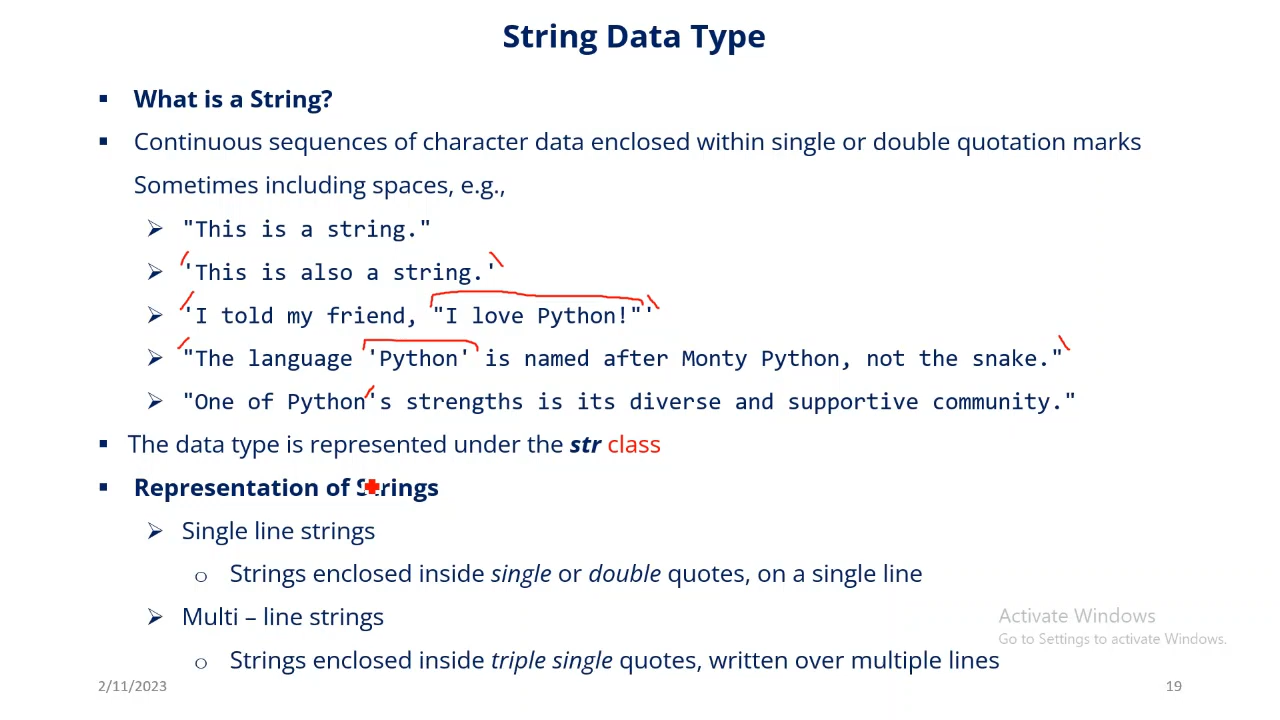 String Data Type
▪ What is a String?
▪ Continuous sequences of character data enclosed within single or double quotation marks
Sometimes including spaces, e.g.,
➢ "This is a string."
➢ 'This is also a string.'
➢ 'I told my friend, "I love Python!"'
➢ "The language 'Python' is named after Monty Python, not the snake."
➢ "One of Python's strengths is its diverse and supportive community."
▪ The data type is represented under the str class
▪ Representation of Strings
➢ Single line strings
o Strings enclosed inside single or double quotes, on a single line
➢ Multi – line strings
o Strings enclosed inside triple single quotes, written over multiple lines
Activate Windows
Go to Settings to activate Windows.
2/11/2023
19